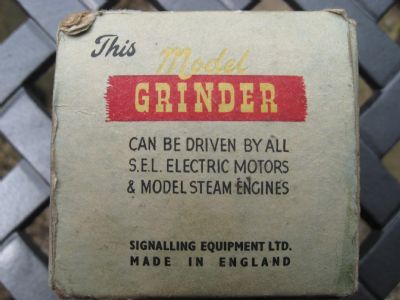 This
Model
GRINDER
CAN BE DRIVEN BY ALL
S.E.L. ELECTRIC MOTORS
& MODEL STEAM ENGINES
SIGNALLING EQUIPMENT LTD.
MADE IN ENGLAND